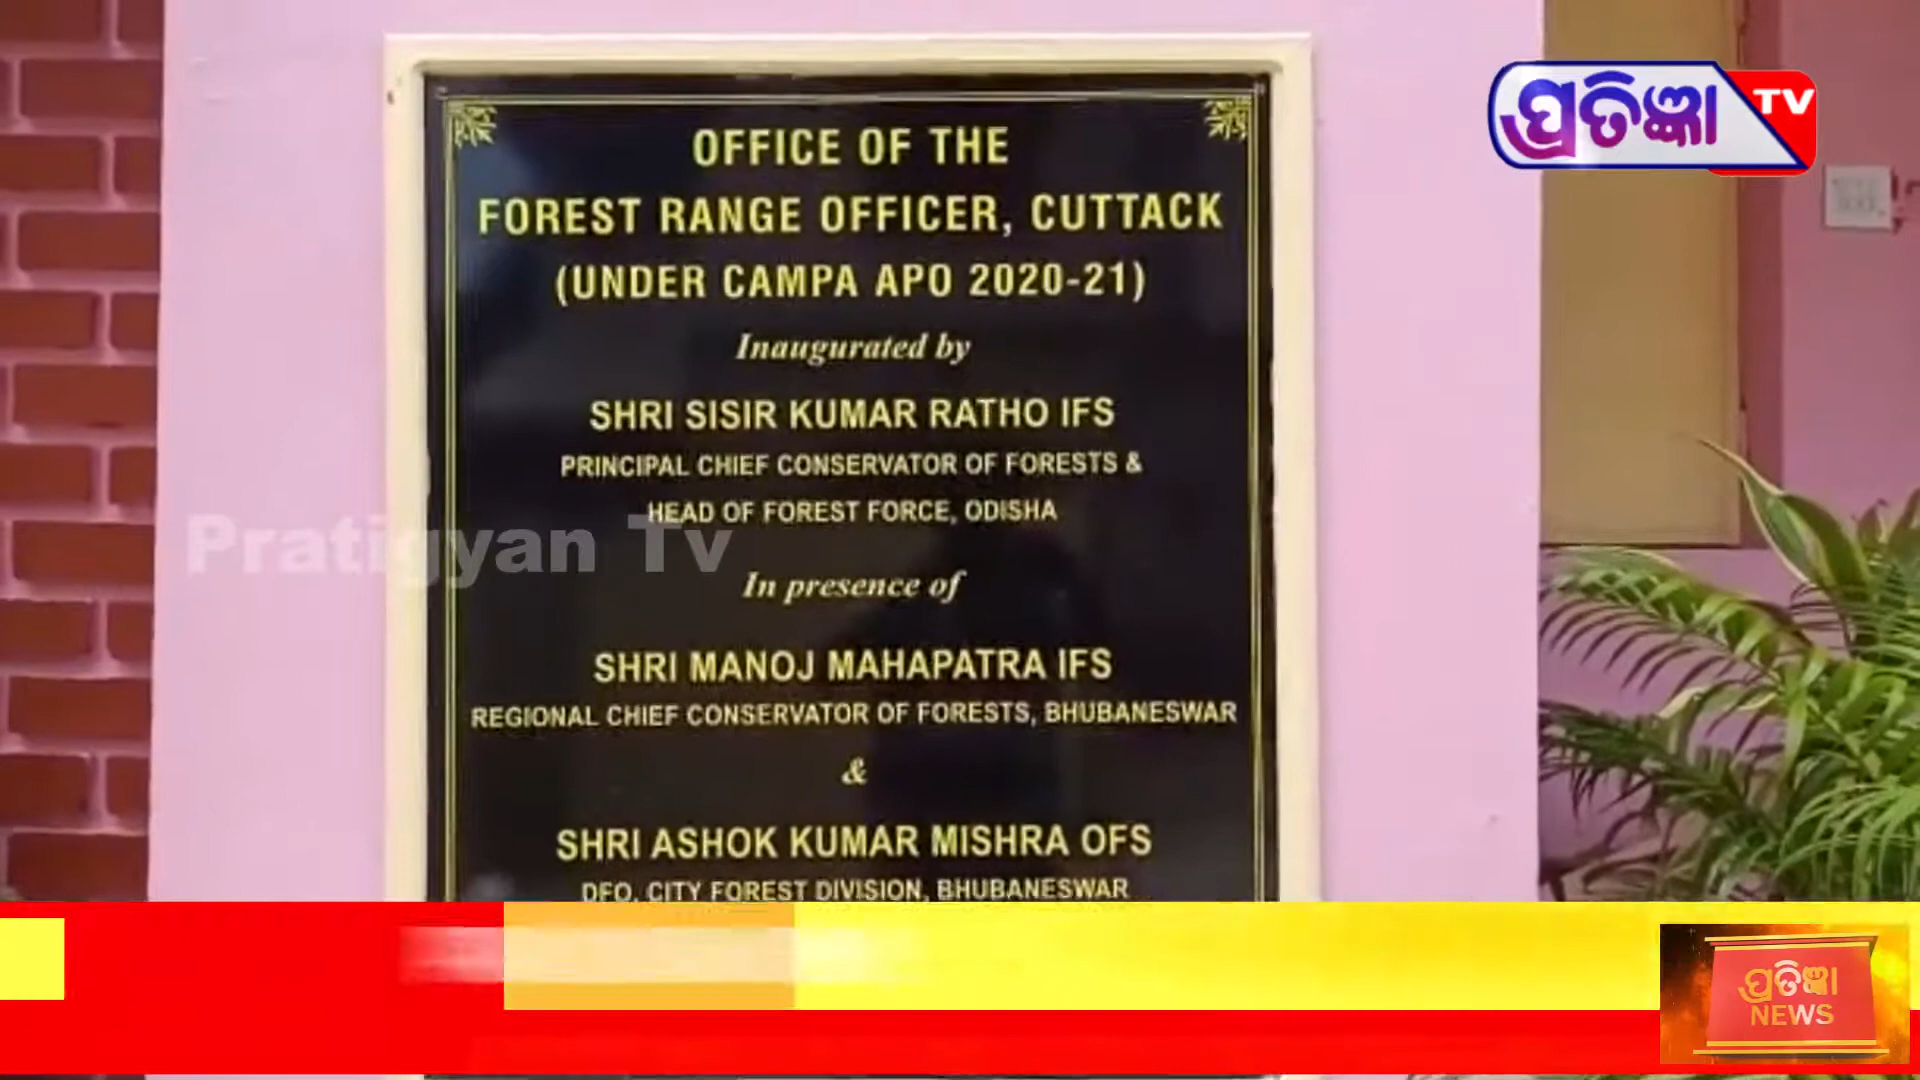 ପ୍ରତିଜ୍ଞା TV
OFFICE OF THE
FOREST RANGE OFFICER, CUTTACK
(UNDER CAMPA APO 2020-21)
Inaugurated by
SHRI SISIR KUMAR RATHO IFS
PRINCIPAL CHIEF CONSERVATOR OF FORESTS &
HEAD OF FOREST FORCE, ODISHA
Pratigyan Tv
In presence of
SHRI MANOJ MAHAPATRA IFS
REGIONAL CHIEF CONSERVATOR OF FORESTS, BHUBANESWAR
&
SHRI ASHOK KUMAR MISHRA OFS
DFO, CITY FOREST DIVISION, BHUBANESWAR
ପ୍ରତିଜ୍ଞା
NEWS